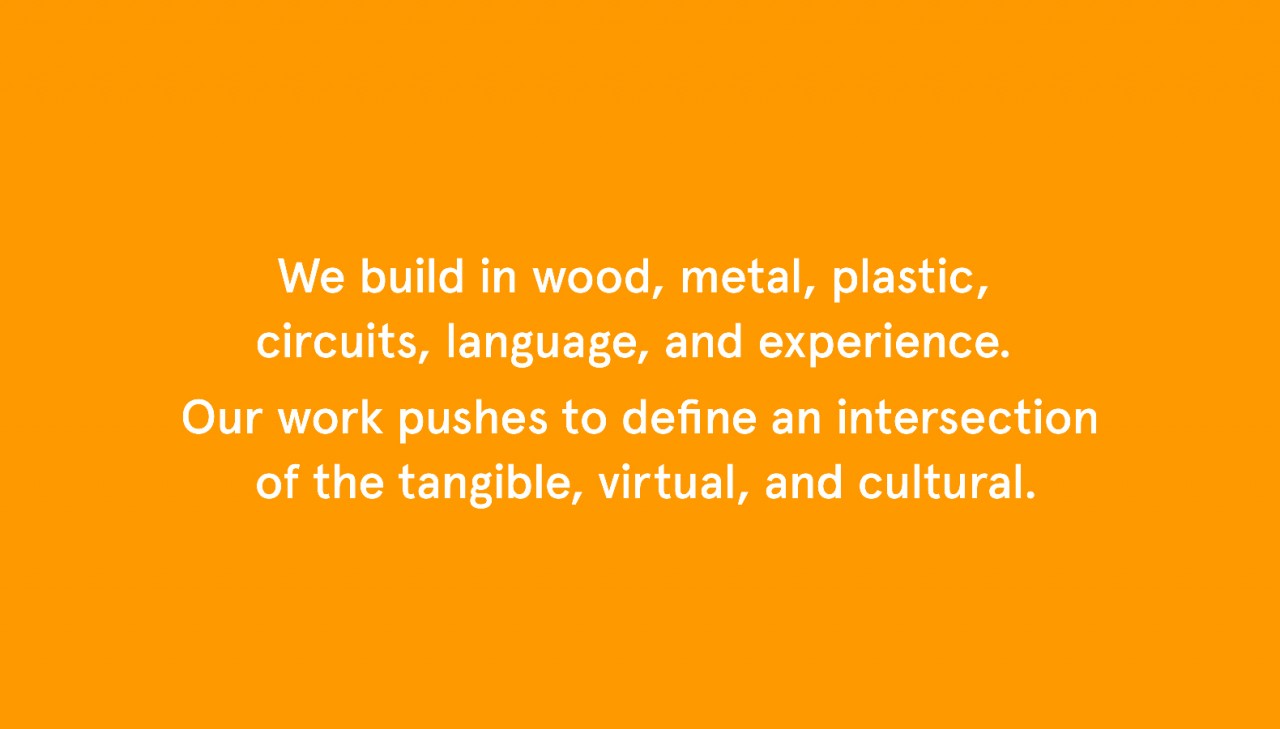 We build in wood, metal, plastic,
circuits, language, and experience.
Our work pushes to define an intersection
of the tangible, virtual, and cultural.